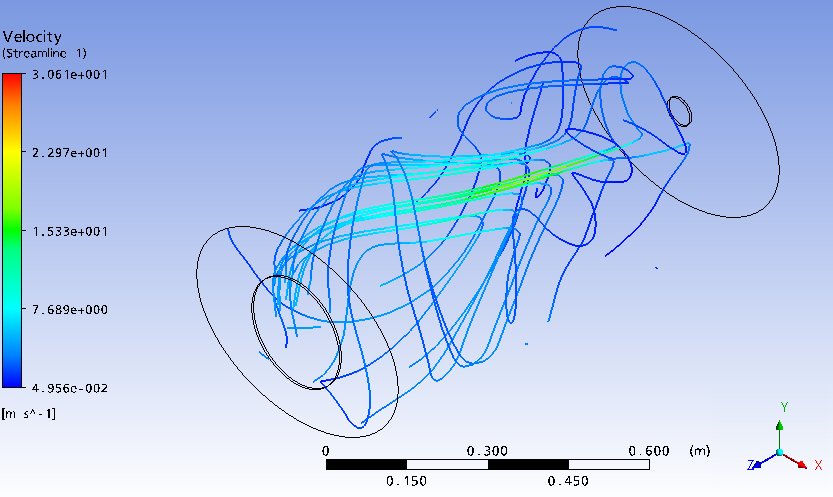 Velocity
(Streamline 1)
3.061e+001
2.297e+001
1.533e+001
7.689e+000
4.956e-002
[m s^-1]
0 0.300 0.600 (m)
0.150 0.450
Y
Z X